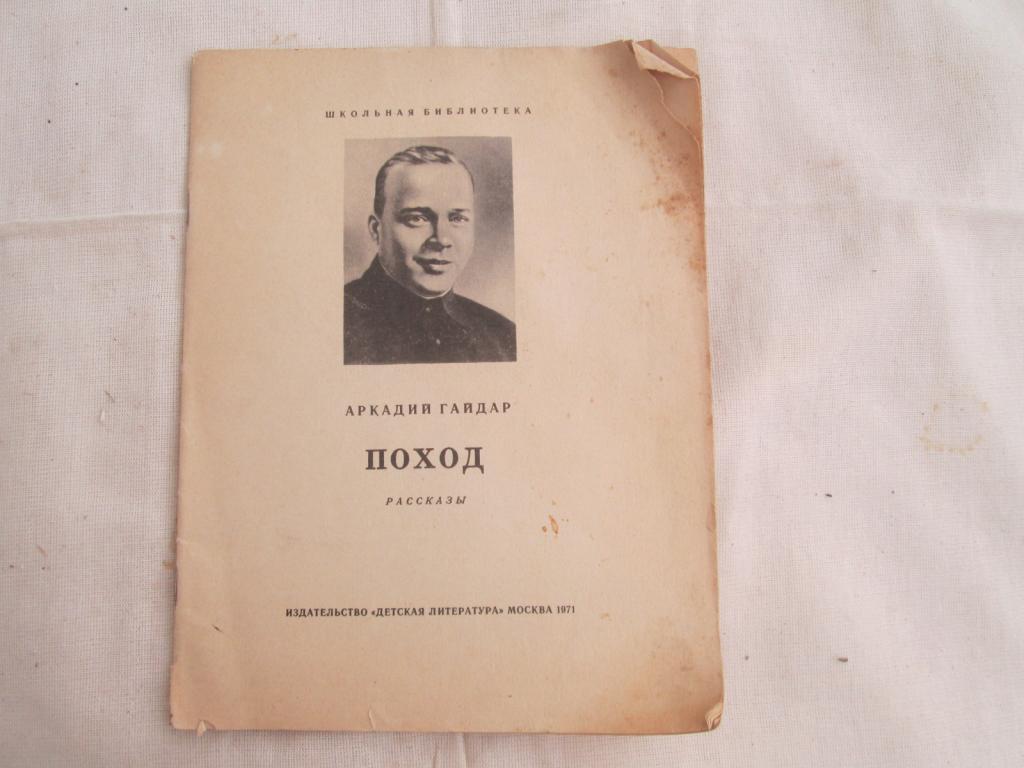 ШКОЛЬНАЯ БИБЛИОТЕКА
АРКАДИЙ ГАЙДАР
ПОХОД
РАССКАЗЫ
ИЗДАТЕЛЬСТВО «ДЕТСКАЯ ЛИТЕРАТУРА» МОСКВА 1971